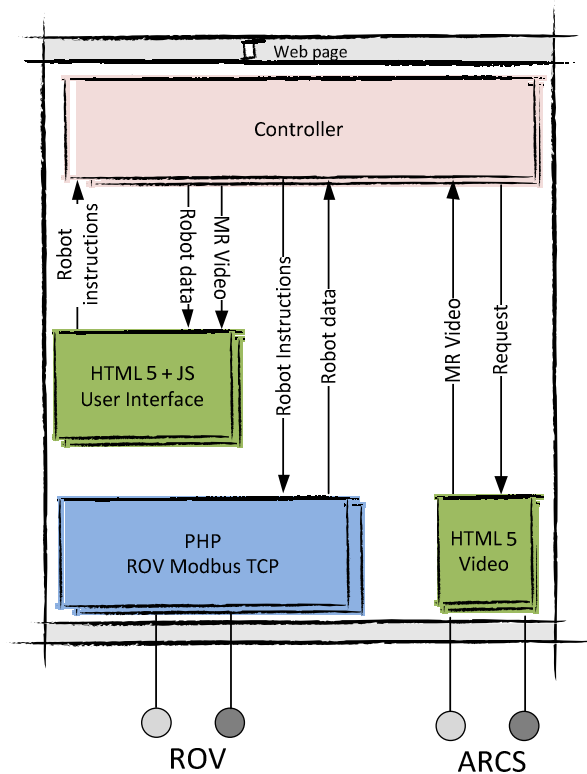 Web page
Controller
Robot
instructions
Robot data
MR Video
Robot Instructions
Robot data
MR Video
Request
HTML 5 + JS
User Interface
PHP
ROV Modbus TCP
HTML 5
Video
ROV
ARCS